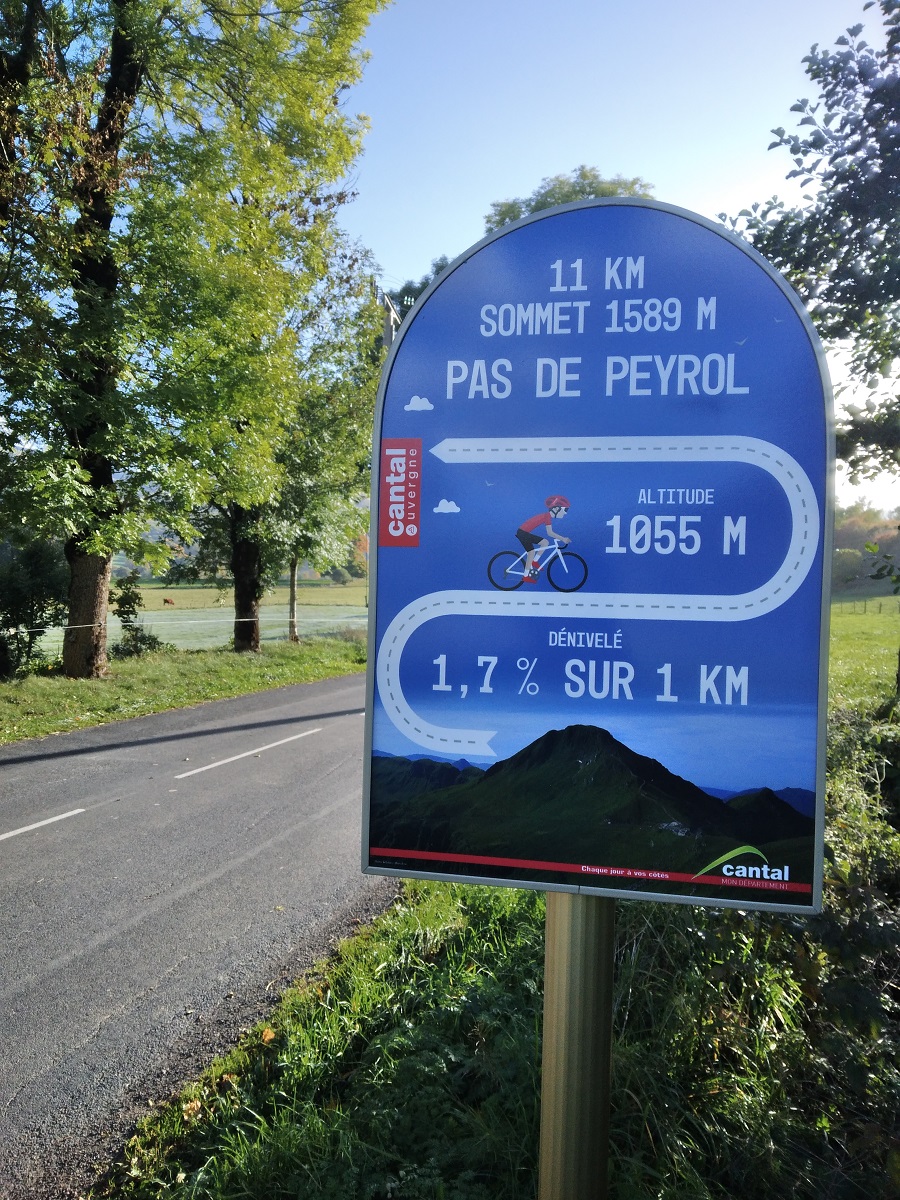 11 KM
SOMMET 1589 M
PAS DE PEYROL
cantal
auvergne
ALTITUDE
1055 M
DÉNIVELÉ
1,7 % SUR 1 KM
Chaque jour à vos côtés
cantal
MON DÉPARTEMENT